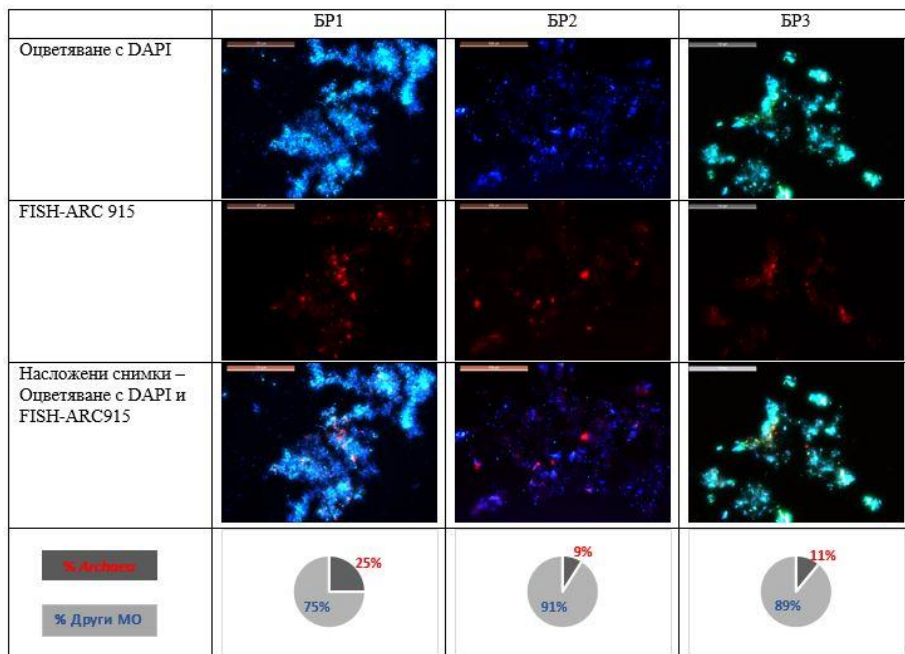 БР1
БР2
БР3
Оцветяване с DAPI
FISH-ARC 915
Насложени снимки –
Оцветяване с DAPI и
FISH-ARC915
% Archaea
% Други МО
25%
75%
9%
91%
11%
89%